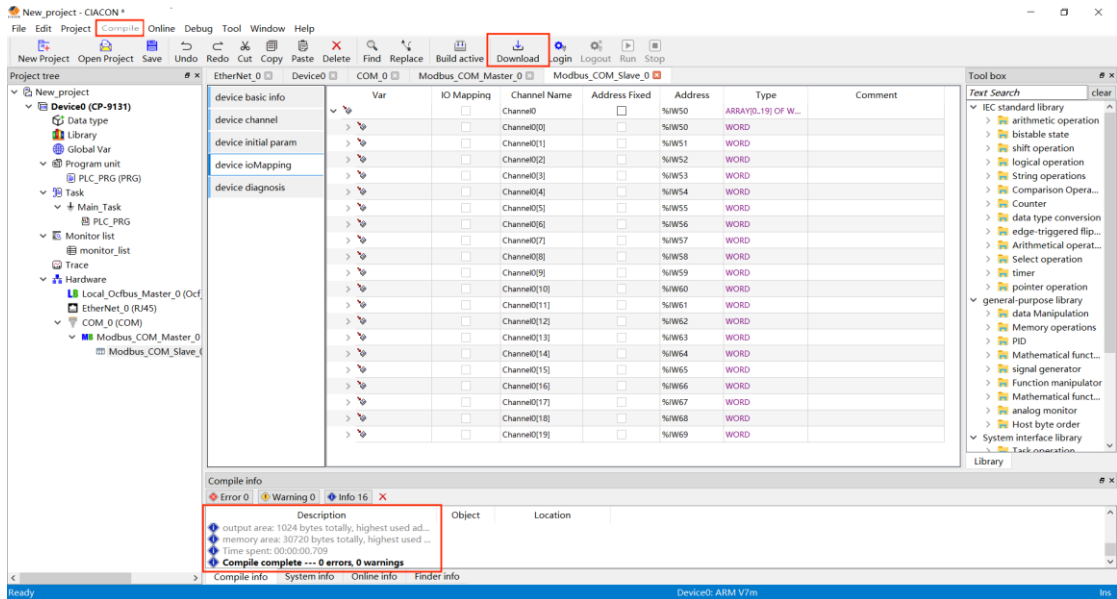 New_project - CIACON *
File Edit Project Compile Online Debug Tool Window Help
New Project Open Project Save Undo Redo Cut Copy Paste Delete Find Replace Build active Download Login Logout Run Stop
Project tree
New_project
Device0 (CP-9131)
Data type
Library
Global Var
Program unit
PLC_PRG (PRG)
Task
Main_Task
PLC_PRG
Monitor list
monitor_list
Trace
Hardware
Local_Ocfbus_Master_0 (Ocf_
EtherNet_0 (RJ45)
COM_0 (COM)
Modbus_COM_Master_0
Modbus_COM_Slave_0
EtherNet_0 Device0 COM_0 Modbus_COM_Master_0 Modbus_COM_Slave_0
device basic info
device channel
device initial param
device ioMapping
device diagnosis
Var IO Mapping Channel Name Address Fixed Address Type Comment
Channel0 %IW50 ARRAY[0..19] OF W...
Channel0[0] %IW50 WORD
Channel0[1] %IW51 WORD
Channel0[2] %IW52 WORD
Channel0[3] %IW53 WORD
Channel0[4] %IW54 WORD
Channel0[5] %IW55 WORD
Channel0[6] %IW56 WORD
Channel0[7] %IW57 WORD
Channel0[8] %IW58 WORD
Channel0[9] %IW59 WORD
Channel0[10] %IW60 WORD
Channel0[11] %IW61 WORD
Channel0[12] %IW62 WORD
Channel0[13] %IW63 WORD
Channel0[14] %IW64 WORD
Channel0[15] %IW65 WORD
Channel0[16] %IW66 WORD
Channel0[17] %IW67 WORD
Channel0[18] %IW68 WORD
Channel0[19] %IW69 WORD
Tool box
Text Search clear
IEC standard library
arithmetic operation
bistable state
shift operation
logical operation
String operations
Comparison Opera...
Counter
data type conversion
edge-triggered flip...
Arithmetical operat...
Select operation
timer
pointer operation
general-purpose library
data Manipulation
Memory operations
PID
Mathematical funct...
signal generator
Function manipulator
Mathematical funct...
analog monitor
Host byte order
System interface library
Task operation
Library
Compile info
Error 0 Warning 0 Info 16
Description Object Location
output area: 1024 bytes totally, highest used ad...
memory area: 30720 bytes totally, highest used ...
Time spent: 00:00:00.709
Compile complete --- 0 errors, 0 warnings
Compile info System info Online info Finder info
Ready Device0: ARM V7m Ins